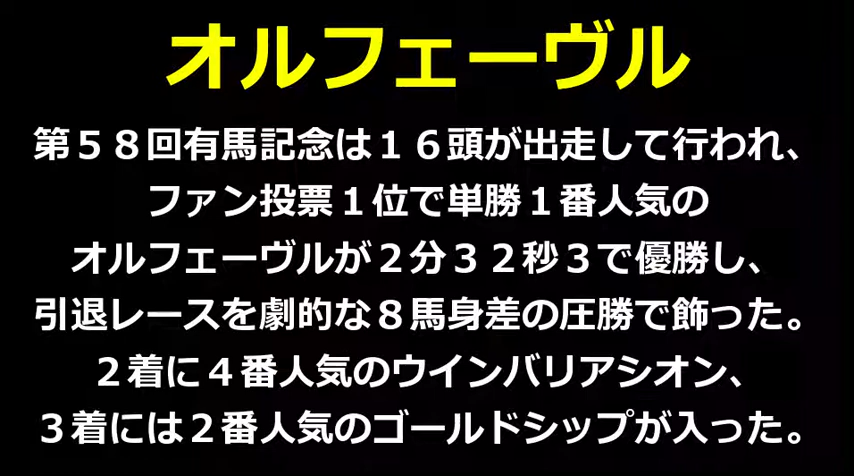 オルフェーヴル
第５８回有馬記念は１６頭が出走して行われ、
ファン投票１位で単勝１番人気の
オルフェーヴルが２分３２秒３で優勝し、
引退レースを劇的な８馬身差の圧勝で飾った。
２着に４番人気のウインバリアシオン、
３着には２番人気のゴールドシップが入った。